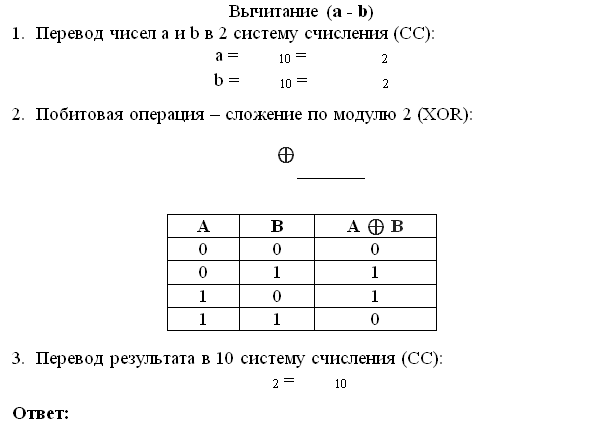 Вычитание (a - b)
1. Перевод чисел a и b в 2 систему счисления (СС):
a = 10 = 2
b = 10 = 2
2. Побитовая операция – сложение по модулю 2 (XOR):
⊕
A B A ⊕ B
0 0 0
0 1 1
1 0 1
1 1 0
3. Перевод результата в 10 систему счисления (СС):
2 = 10
Ответ: